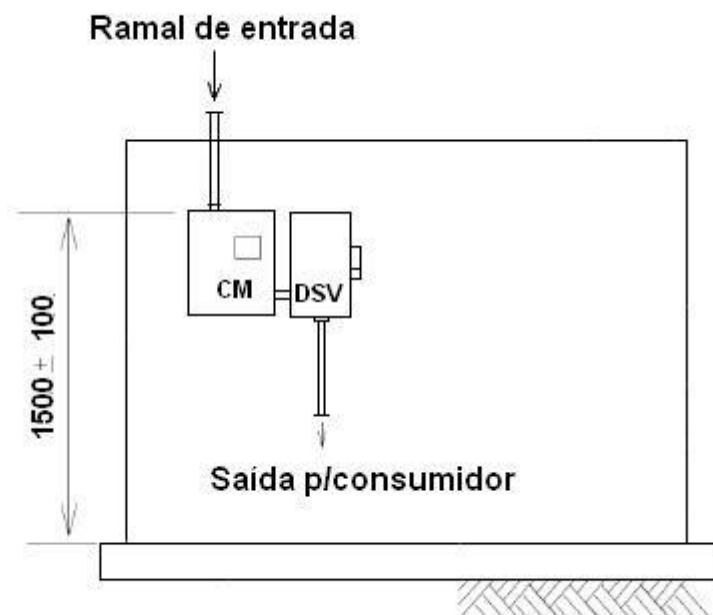 Ramal de entrada
CM
DSV
1500 ± 100
Saída p/consumidor